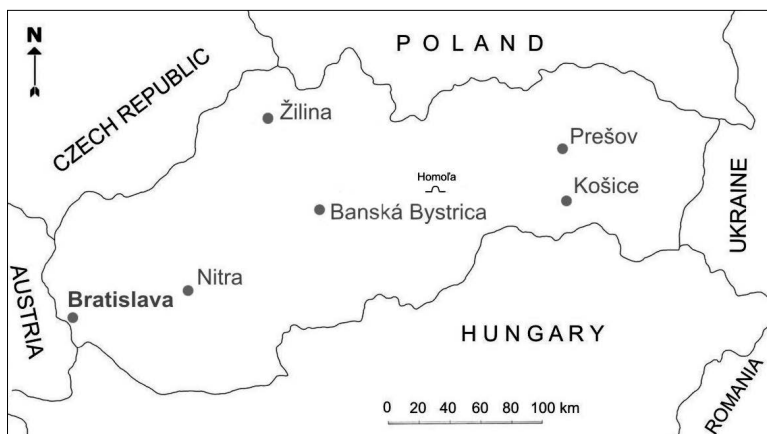 N
POLAND
CZECH REPUBLIC
Žilina
Prešov
Homoľa
Košice
UKRAINE
Banská Bystrica
AUSTRIA
Nitra
Bratislava
HUNGARY
ROMANIA
0 20 40 60 80 100 km